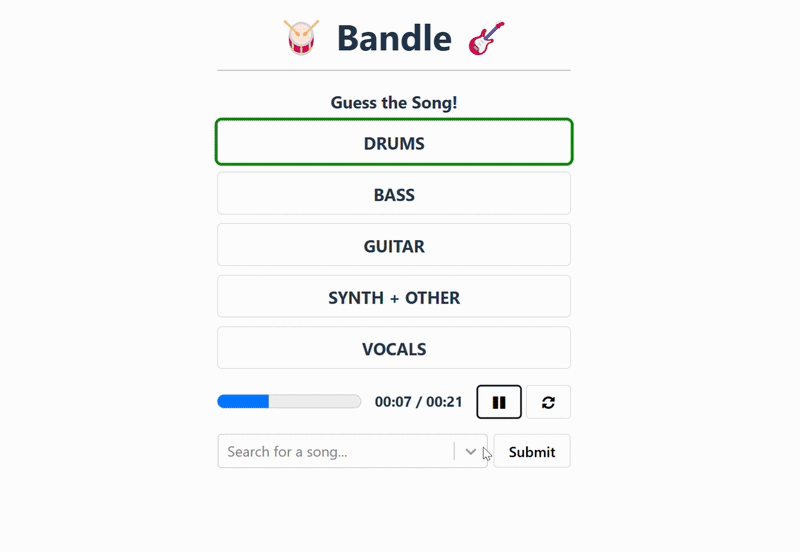 Bandle
Guess the Song!
DRUMS
BASS
GUITAR
SYNTH + OTHER
VOCALS
00:07 / 00:21
Search for a song... Submit